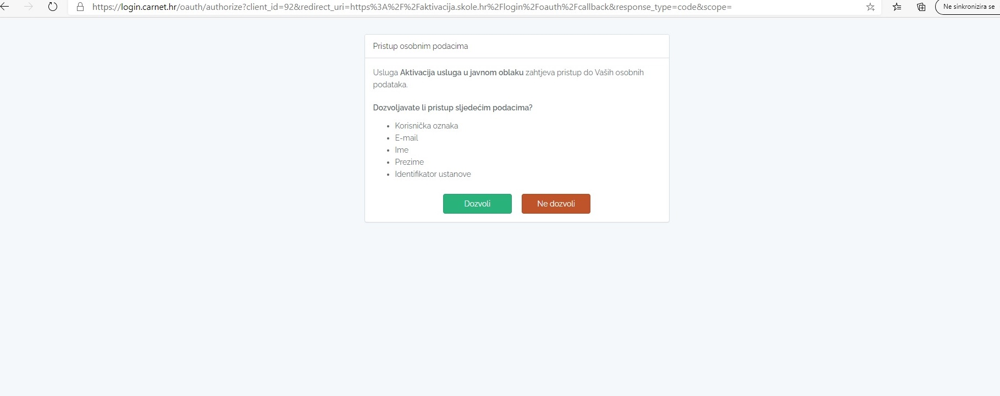 https://login.carnet.hr/oauth/authorize?client_id=92&redirect_uri=https%3A%2F%2Faktivacija.skole.hr%2Flogin%2Foauth%2Fcallback&response_type=code&scope=
Ne sinkronizira se
Pristup osobnim podacima
Usluga Aktivacija usluga u javnom oblaku zahtjeva pristup do Vaših osobnih
podataka.
Dozvoljavate li pristup sljedećim podacima?
• Korisnička oznaka
• E-mail
• Ime
• Prezime
• Identifikator ustanove
Dozvoli
Ne dozvoli